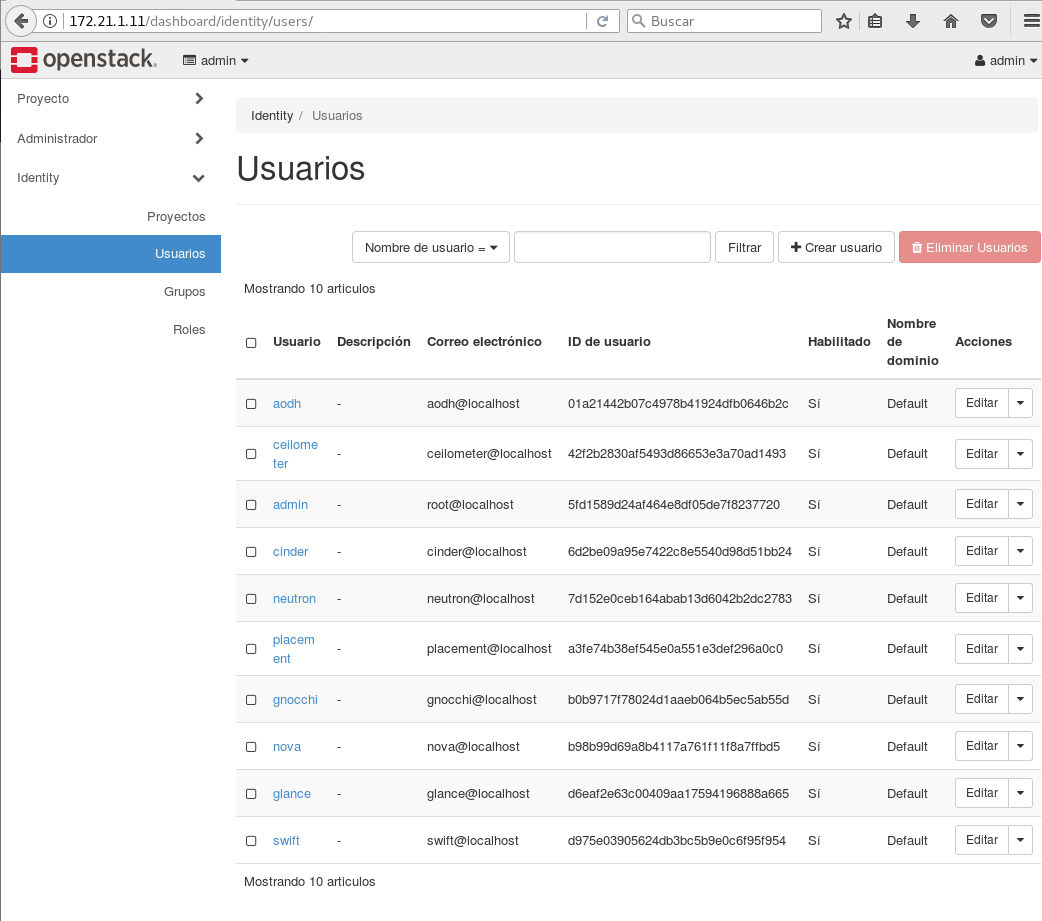 172.21.1.11/dashboard/identity/users/
Buscar
openstack.
admin
admin
Proyecto
Administrador
Identity
Proyectos
Usuarios
Grupos
Roles
Identity / Usuarios
Usuarios
Nombre de usuario =
Filtrar
Crear usuario
Eliminar Usuarios
Mostrando 10 articulos
Usuario Descripción Correo electrónico ID de usuario Habilitado Nombre de dominio Acciones
aodh - aodh@localhost 01a21442b07c4978b41924dfb0646b2c Sí Default Editar
ceilometer - ceilometer@localhost 42f2b2830af5493d86653e3a70ad1493 Sí Default Editar
admin - root@localhost 5fd1589d24af464e8df05de7f8237720 Sí Default Editar
cinder - cinder@localhost 6d2be09a95e7422c8e5540d98d51bb24 Sí Default Editar
neutron - neutron@localhost 7d152e0ceb164abab13d6042b2dc2783 Sí Default Editar
placement - placement@localhost a3fe74b38ef545e0a551e3def296a0c0 Sí Default Editar
gnocchi - gnocchi@localhost b0b9717f78024d1aaeb064b5ec5ab55d Sí Default Editar
nova - nova@localhost b98b99d69a8b4117a761f11f8a7ffbd5 Sí Default Editar
glance - glance@localhost d6eaf2e63c00409aa17594196888a665 Sí Default Editar
swift - swift@localhost d975e03905624db3bc5b9e0c6f95f954 Sí Default Editar
Mostrando 10 articulos